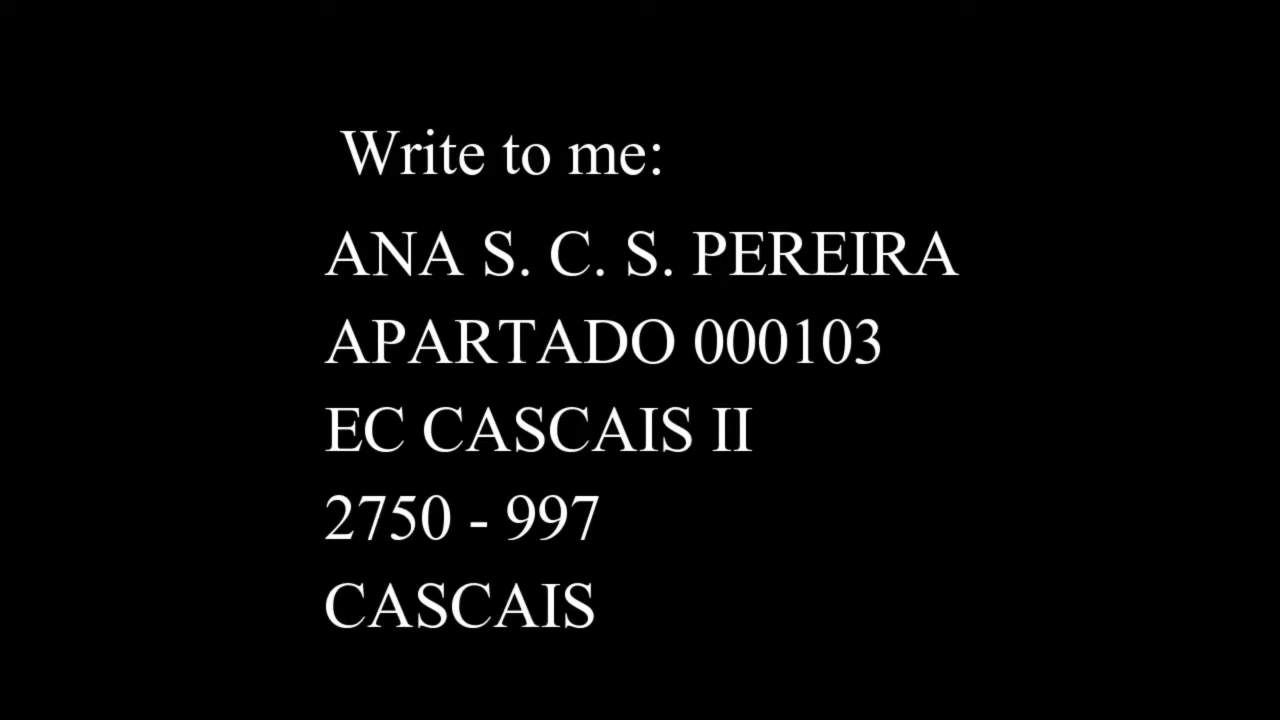 Write to me:
ANA S. C. S. PEREIRA
APARTADO 000103
EC CASCAIS II
2750 - 997
CASCAIS